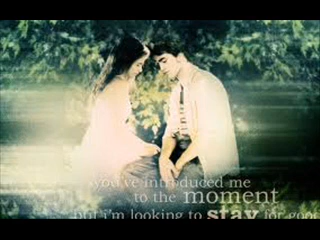 you've introduced me
to the moment
but i'm looking to stay for good